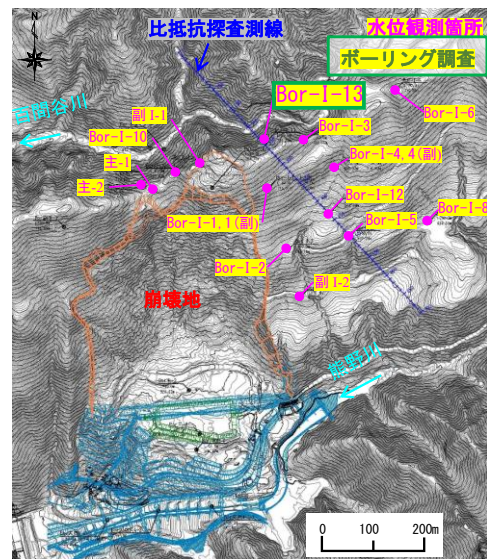 N
比抵抗探査測線
水位観測箇所
ボーリング調査
Bor-I-13
Bor-I-6
百間谷川
副 I-1
Bor-I-10
Bor-I-3
主-1
Bor-I-4,4(副)
主-2
Bor-I-12
Bor-I-8
Bor-I-1,1(副)
Bor-I-5
Bor-I-2
副 I-2
崩壊地
熊野川
0 100 200m